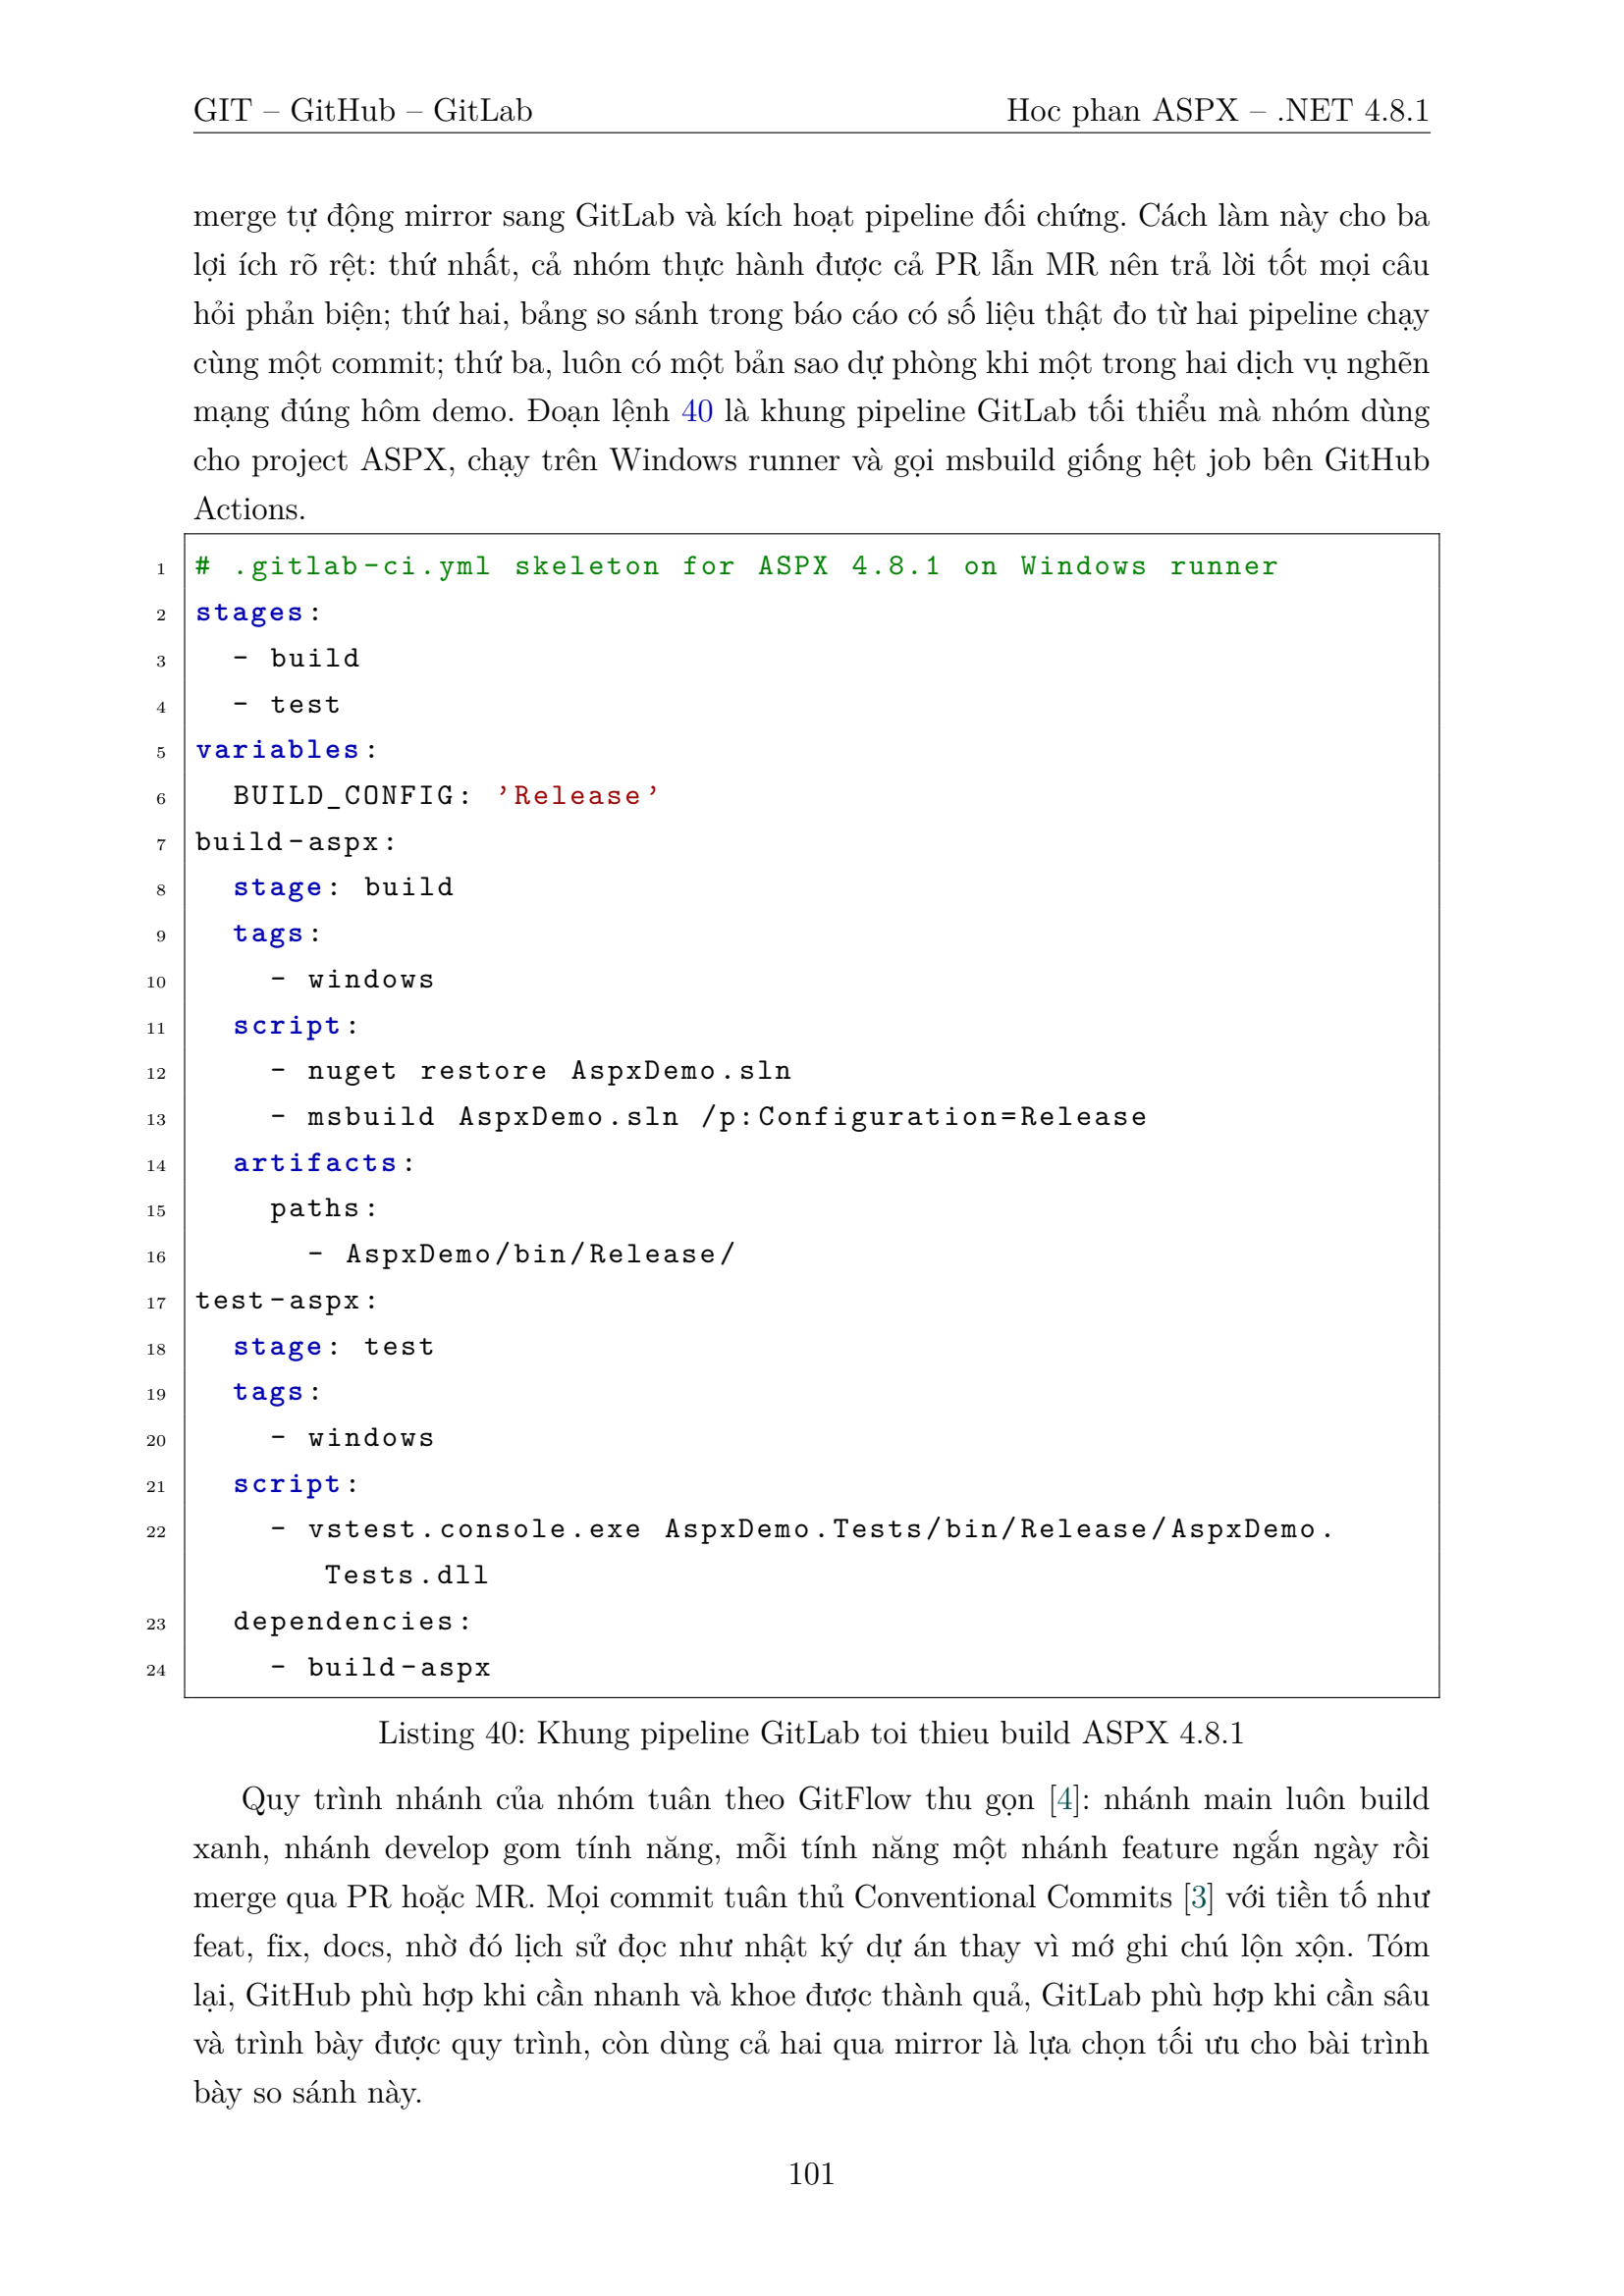 GIT – GitHub – GitLab
Hoc phan ASPX – .NET 4.8.1
merge tự động mirror sang GitLab và kích hoạt pipeline đối chứng. Cách làm này cho ba
lợi ích rõ rệt: thứ nhất, cả nhóm thực hành được cả PR lẫn MR nên trả lời tốt mọi câu
hỏi phản biện; thứ hai, bảng so sánh trong báo cáo có số liệu thật đo từ hai pipeline chạy
cùng một commit; thứ ba, luôn có một bản sao dự phòng khi một trong hai dịch vụ nghẽn
mạng đúng hôm demo. Đoạn lệnh 40 là khung pipeline GitLab tối thiểu mà nhóm dùng
cho project ASPX, chạy trên Windows runner và gọi msbuild giống hệt job bên GitHub
Actions.
1 # .gitlab-ci.yml skeleton for ASPX 4.8.1 on Windows runner
2 stages:
3   - build
4   - test
5 variables:
6   BUILD_CONFIG: 'Release'
7 build-aspx:
8   stage: build
9   tags:
10     - windows
11   script:
12     - nuget restore AspxDemo.sln
13     - msbuild AspxDemo.sln /p:Configuration=Release
14   artifacts:
15     paths:
16       - AspxDemo/bin/Release/
17 test-aspx:
18   stage: test
19   tags:
20     - windows
21   script:
22     - vstest.console.exe AspxDemo.Tests/bin/Release/AspxDemo.
Tests.dll
23   dependencies:
24     - build-aspx
Listing 40: Khung pipeline GitLab toi thieu build ASPX 4.8.1
Quy trình nhánh của nhóm tuân theo GitFlow thu gọn [4]: nhánh main luôn build
xanh, nhánh develop gom tính năng, mỗi tính năng một nhánh feature ngắn ngày rồi
merge qua PR hoặc MR. Mọi commit tuân thủ Conventional Commits [3] với tiền tố như
feat, fix, docs, nhờ đó lịch sử đọc như nhật ký dự án thay vì mớ ghi chú lộn xộn. Tóm
lại, GitHub phù hợp khi cần nhanh và khoe được thành quả, GitLab phù hợp khi cần sâu
và trình bày được quy trình, còn dùng cả hai qua mirror là lựa chọn tối ưu cho bài trình
bày so sánh này.
101